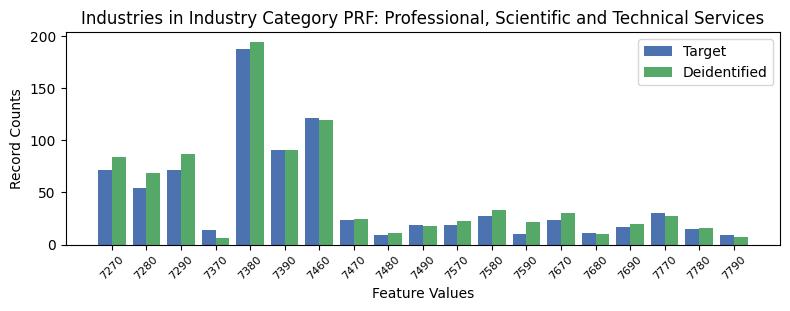 Industries in Industry Category PRF: Professional, Scientific and Technical Services
Target
Deidentified
Record Counts
200
150
100
50
0
7270 7280 7290 7370 7380 7390 7460 7470 7480 7490 7570 7580 7590 7670 7680 7690 7770 7780 7790
Feature Values